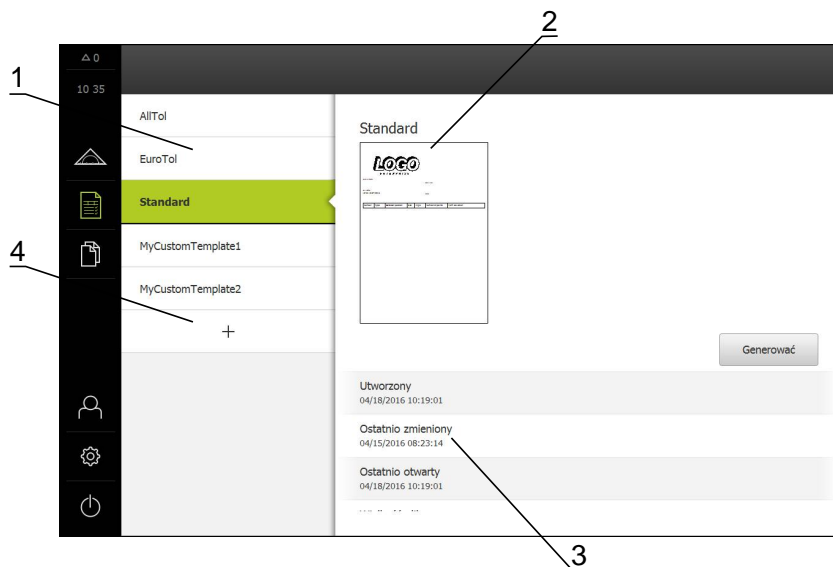 2
△ 0
1
10 35
AllTol
Standard
EuroTol
LOGO
Standard
4
MyCustomTemplate1
MyCustomTemplate2
+
Generować
Utworzony
04/18/2016 10:19:01
Ostatnio zmieniony
04/15/2016 08:23:14
Ostatnio otwarty
04/18/2016 10:19:01
3